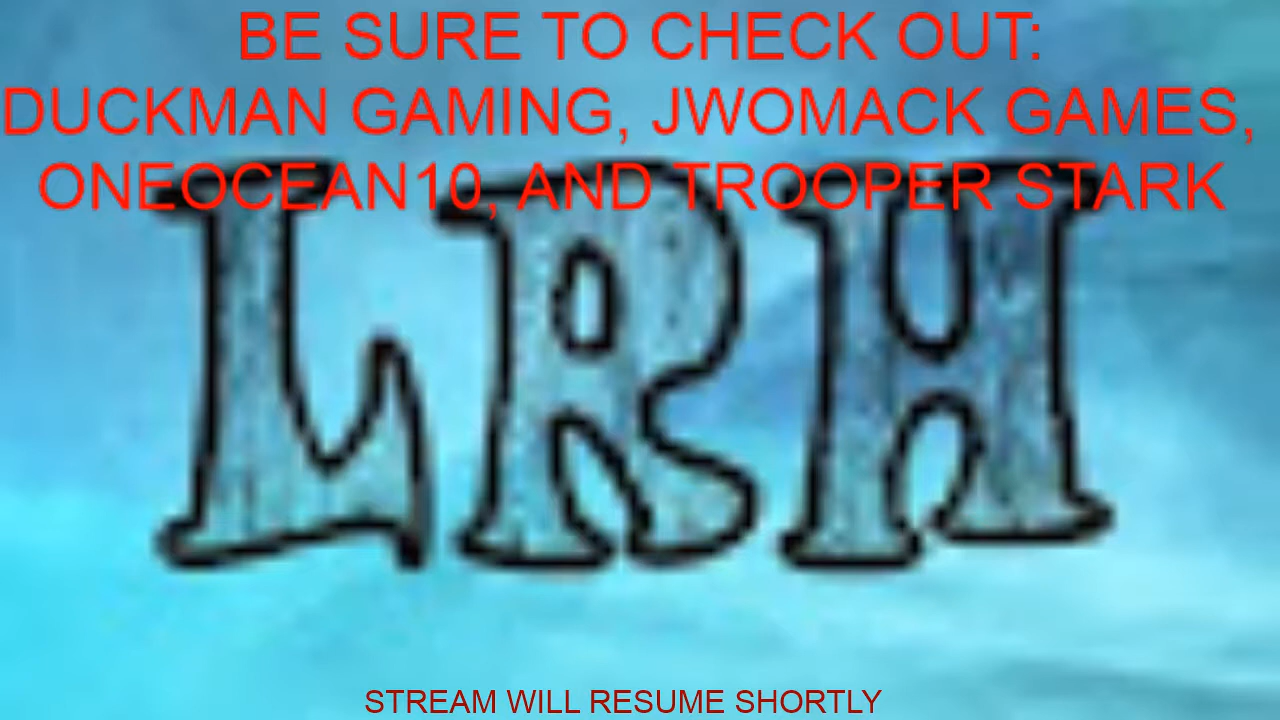 BE SURE TO CHECK OUT:
DUCKMAN GAMING, JWOMACK GAMES,
ONEOCEAN10, AND TROOPER STARK
LRH
STREAM WILL RESUME SHORTLY